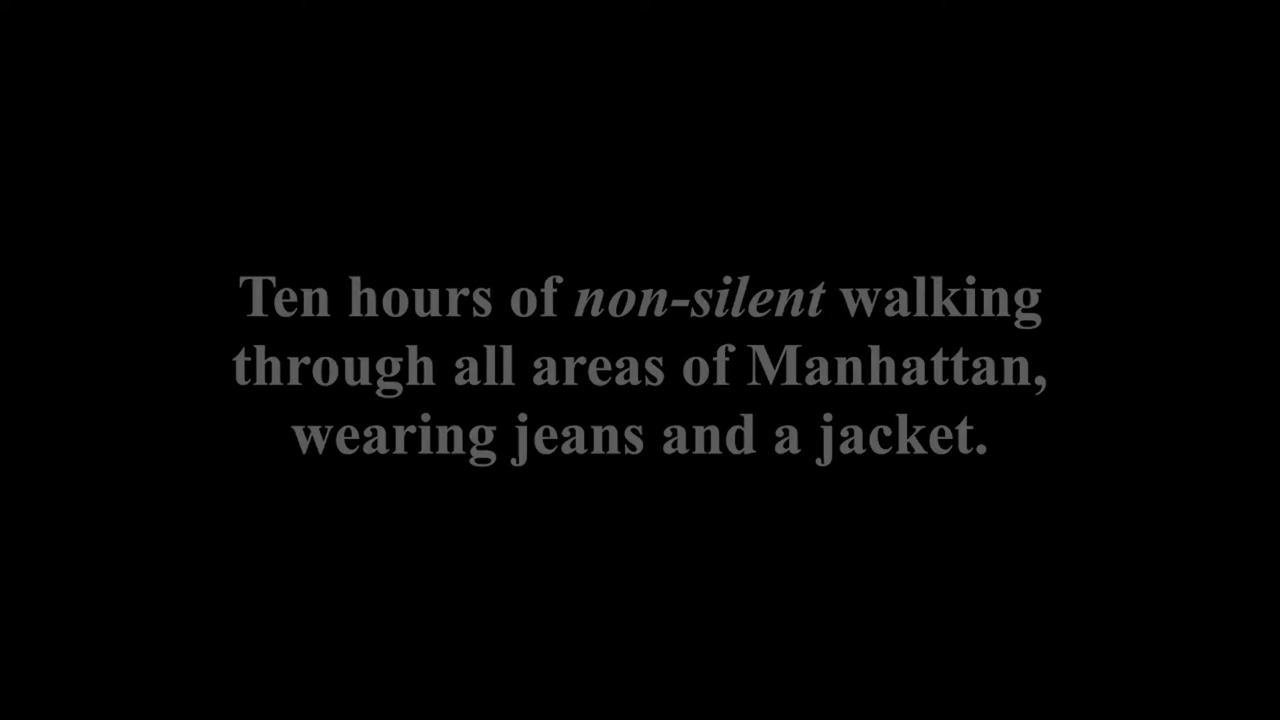 Ten hours of non-silent walking
through all areas of Manhattan,
wearing jeans and a jacket.